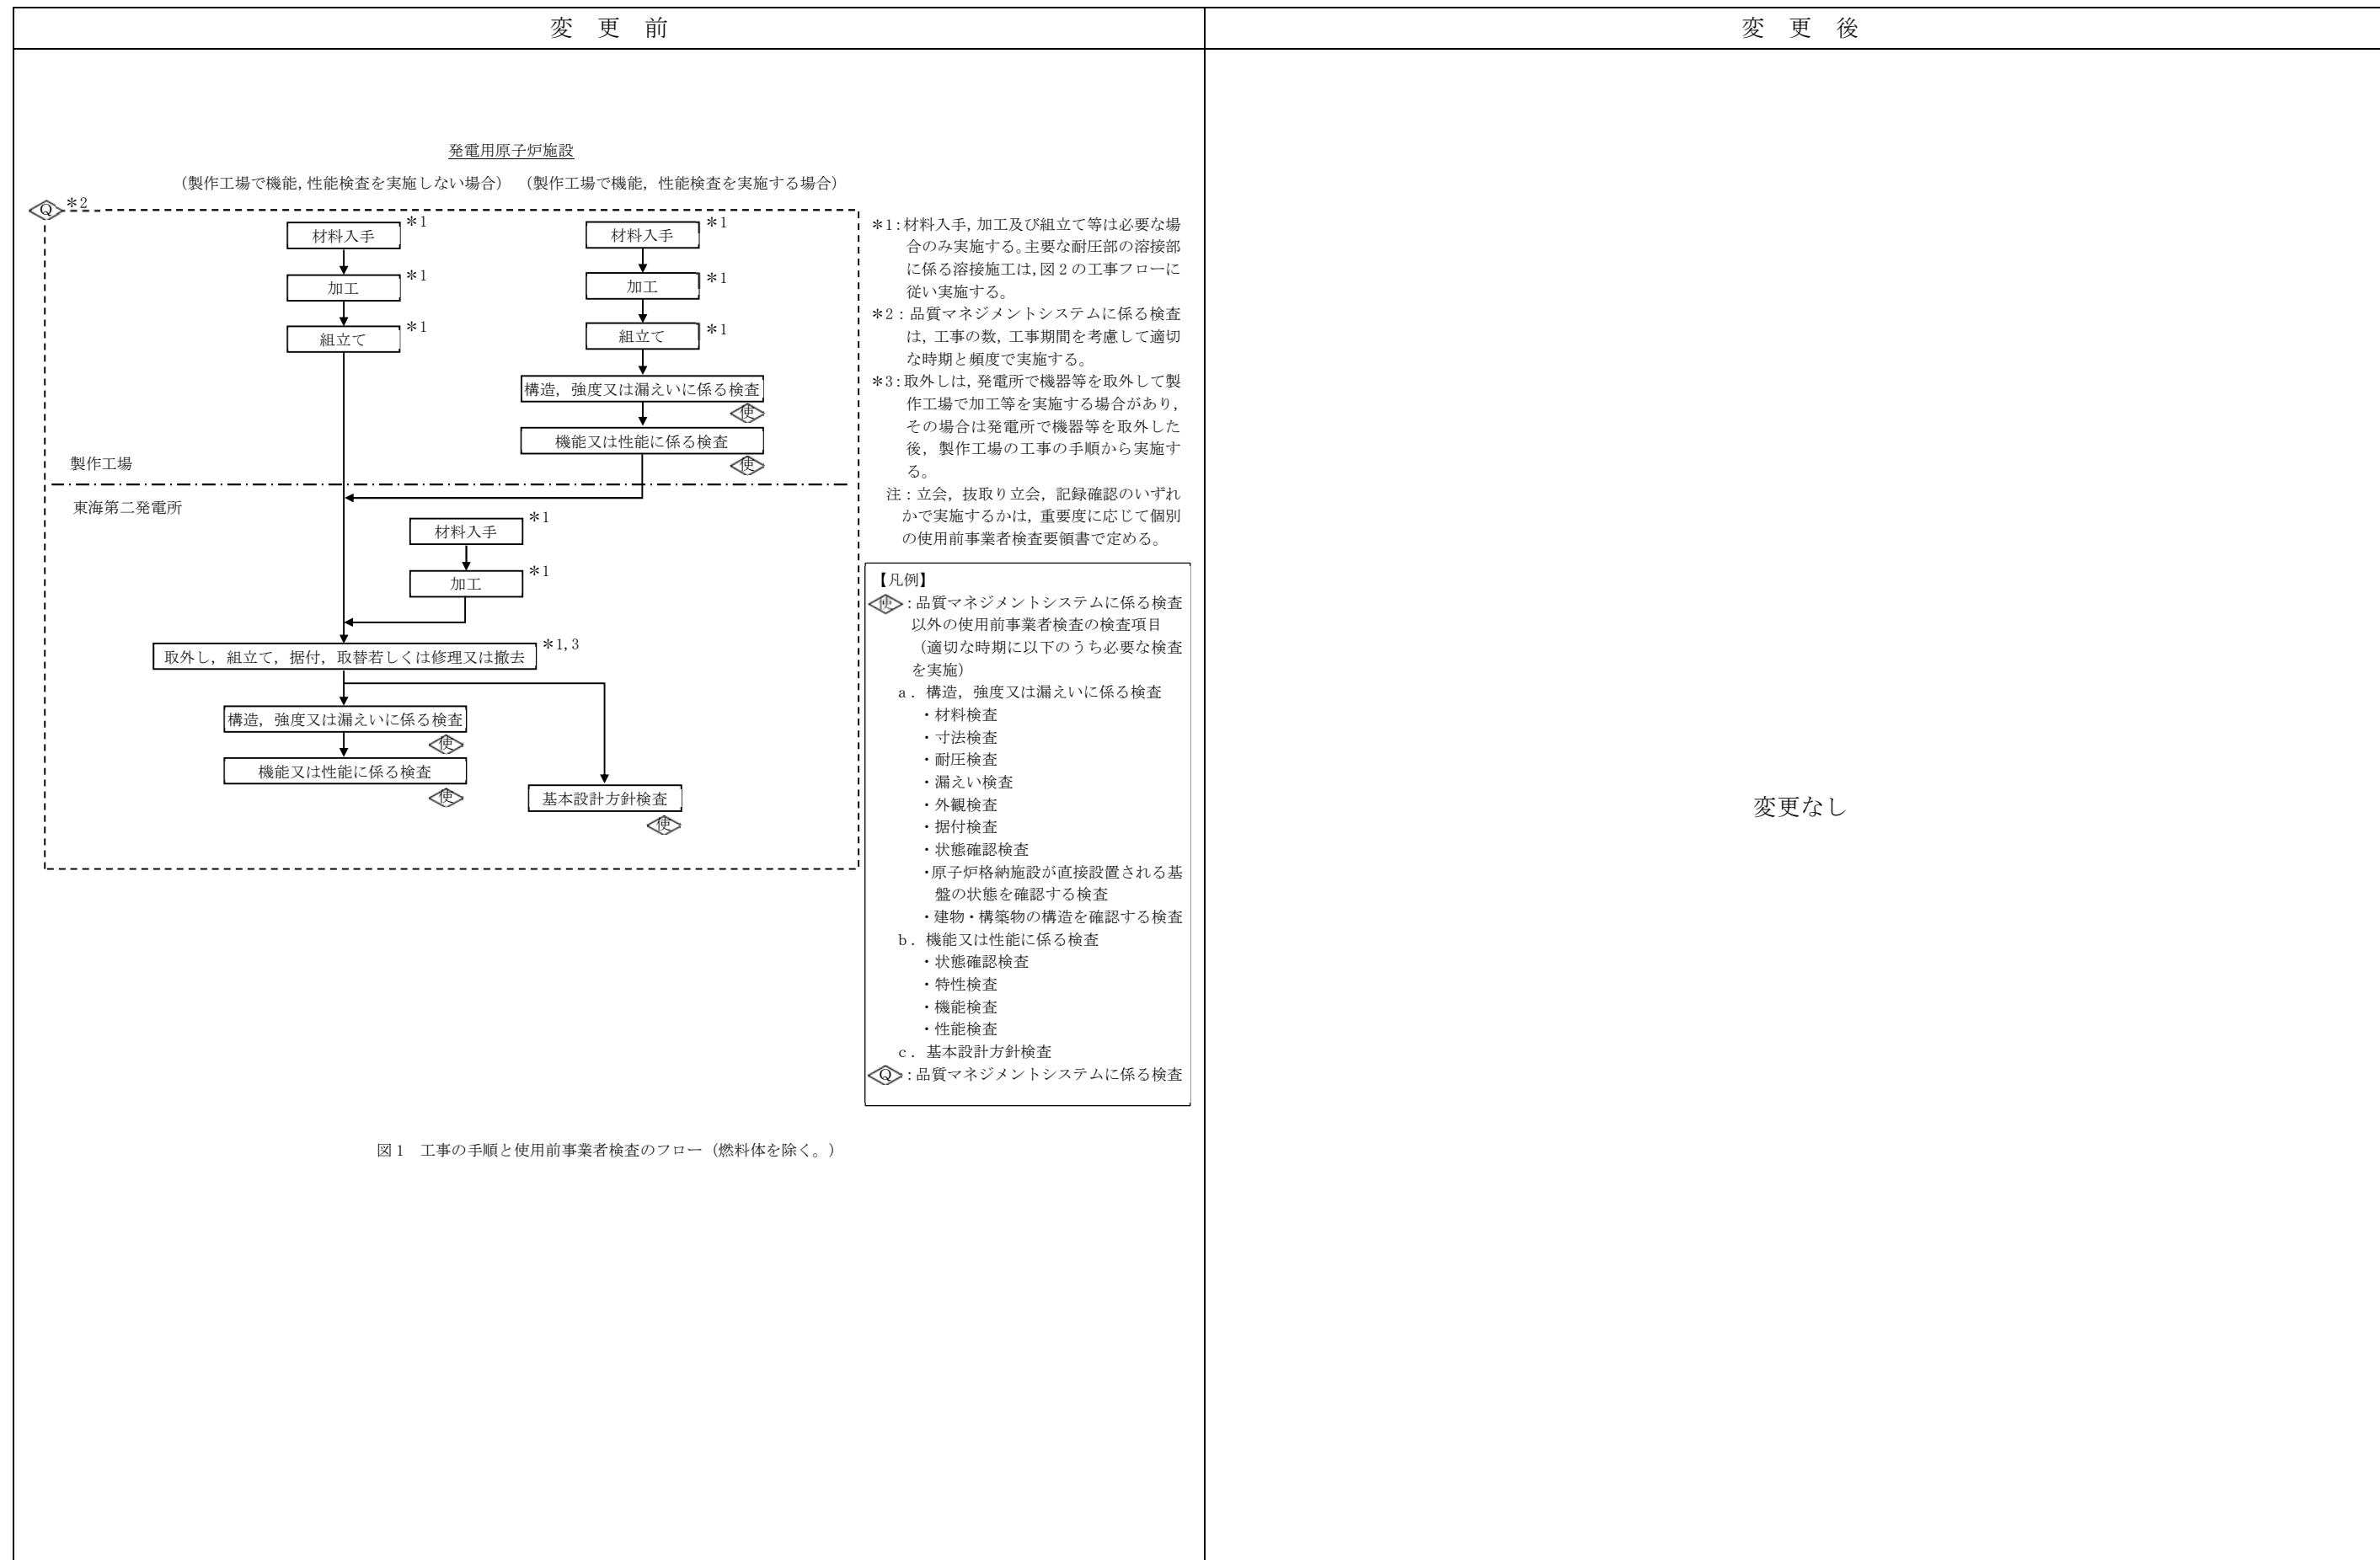 変　更　前
変　更　後
発電用原子炉施設
（製作工場で機能，性能検査を実施しない場合）
（製作工場で機能，性能検査を実施する場合）
Q
＊2
材料入手
＊1
加工
＊1
組立て
＊1
材料入手
＊1
加工
＊1
組立て
＊1
構造，強度又は漏えいに係る検査
使
機能又は性能に係る検査
使
製作工場
東海第二発電所
材料入手
＊1
加工
＊1
取外し，組立て，据付，取替若しくは修理又は撤去
＊1,3
構造，強度又は漏えいに係る検査
使
機能又は性能に係る検査
使
基本設計方針検査
使
＊1：材料入手，加工及び組立て等は必要な場
合のみ実施する。主要な耐圧部の溶接部
に係る溶接施工は，図２の工事フローに
従い実施する。
＊2：品質マネジメントシステムに係る検査
は，工事の数，工事期間を考慮して適切
な時期と頻度で実施する。
＊3：取外しは，発電所で機器等を取外して製
作工場で加工等を実施する場合があり，
その場合は発電所で機器等を取外した
後，製作工場の工事の手順から実施す
る。
注：立会，抜取り立会，記録確認のいずれ
かで実施するかは，重要度に応じて個別
の使用前事業者検査要領書で定める。
【凡例】
使：品質マネジメントシステムに係る検査
以外の使用前事業者検査の検査項目
（適切な時期に以下のうち必要な検査
を実施）
ａ．構造，強度又は漏えいに係る検査
・材料検査
・寸法検査
・耐圧検査
・漏えい検査
・外観検査
・据付検査
・状態確認検査
・原子炉格納施設が直接設置される基
盤の状態を確認する検査
・建物・構築物の構造を確認する検査
ｂ．機能又は性能に係る検査
・状態確認検査
・特性検査
・機能検査
・性能検査
ｃ．基本設計方針検査
Q：品質マネジメントシステムに係る検査
図１　工事の手順と使用前事業者検査のフロー（燃料体を除く。）
変更なし